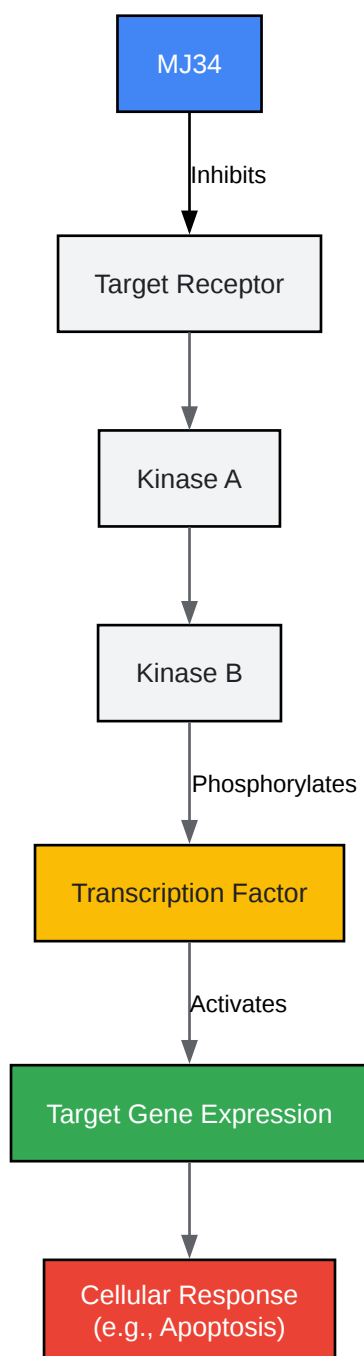 MJ34
Inhibits
Target Receptor
Kinase A
Kinase B
Phosphorylates
Transcription Factor
Activates
Target Gene Expression
Cellular Response
(e.g., Apoptosis)